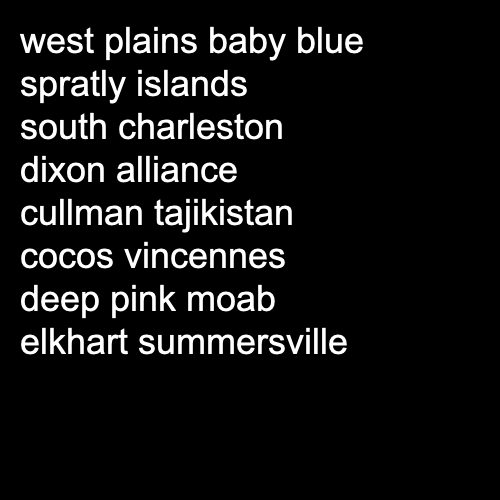 west plains baby blue
spratly islands
south charleston
dixon alliance
cullman tajikistan
cocos vincennes
deep pink moab
elkhart summersville